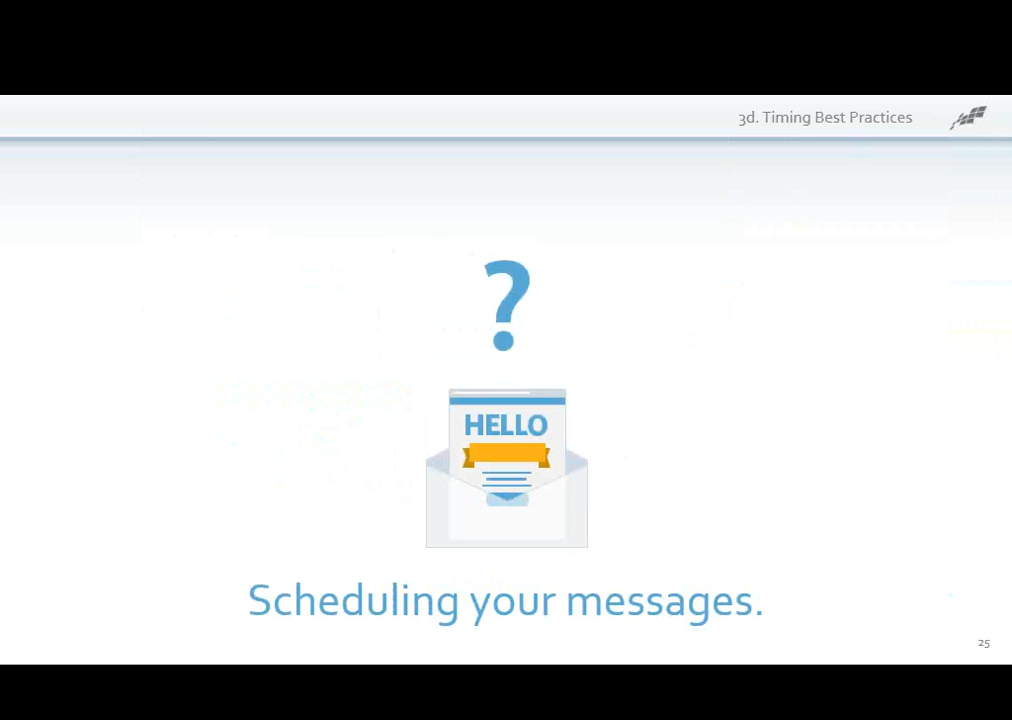 3d. Timing Best Practices
?
HELLO
Scheduling your messages.
25